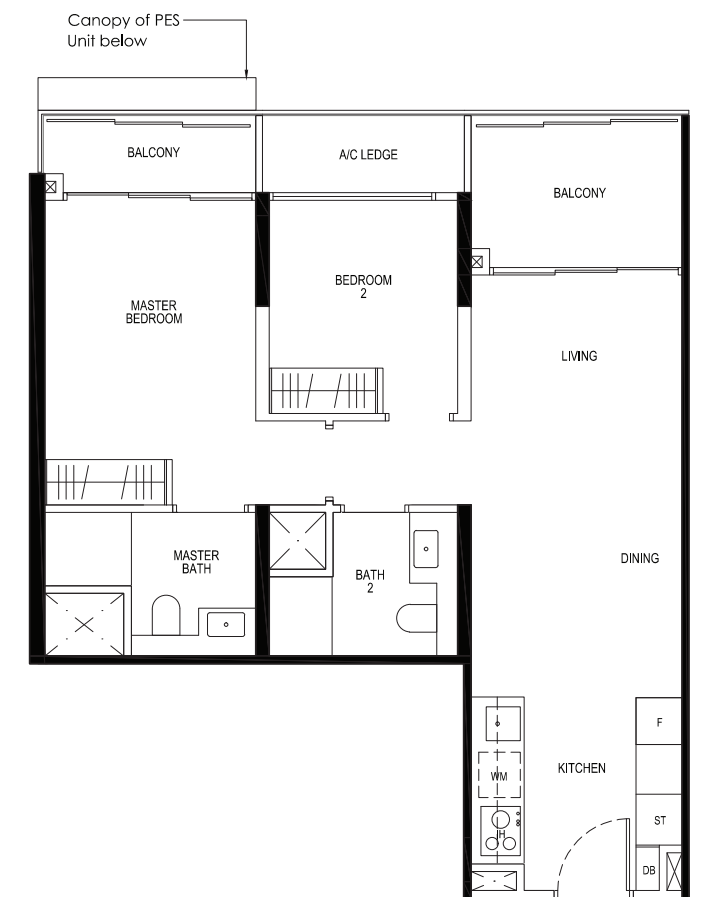 Canopy of PES
Unit below
BALCONY
A/C LEDGE
BALCONY
BEDROOM
2
MASTER
BEDROOM
LIVING
MASTER
BATH
BATH
2
DINING
F
KITCHEN
WM
ST
H
DB